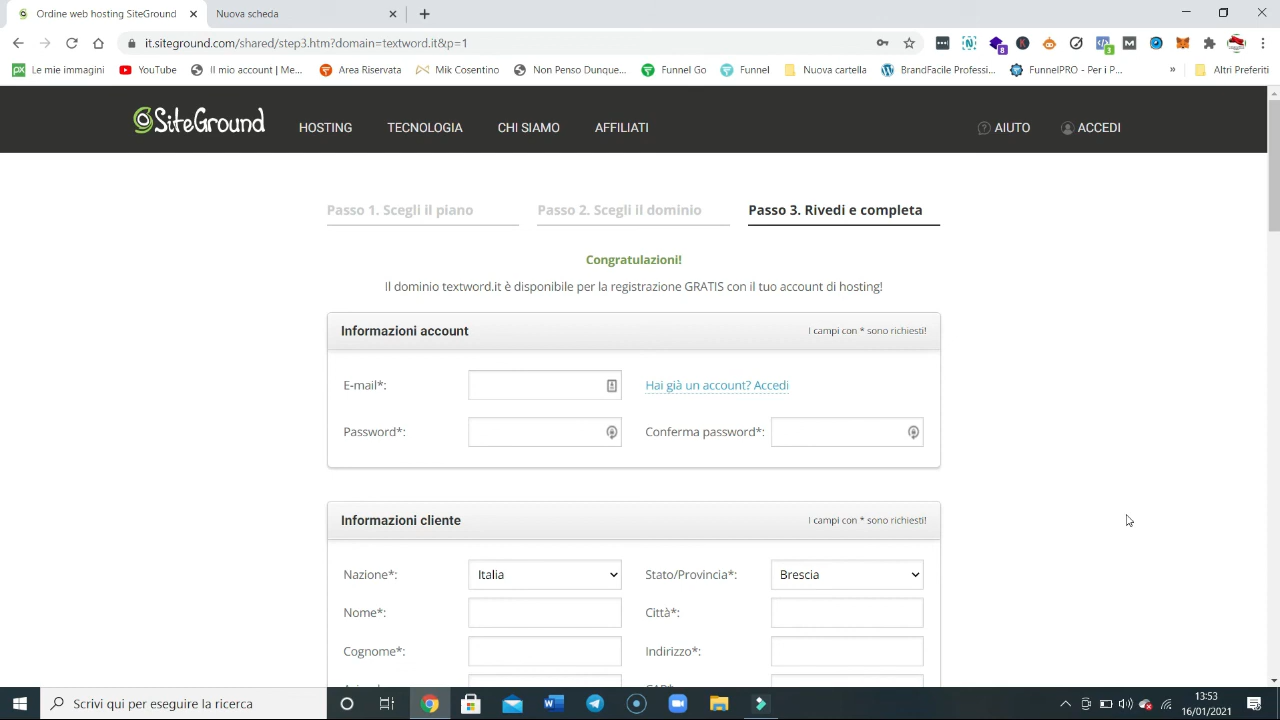 Ordine web hosting SiteGround
Nuova scheda
it.siteground.com/shared/step3.htm?domain=textword.it&p=1
8
3
Le mie immagini
YouTube
Il mio account | Me...
Area Riservata
Mik Cosentino
Non Penso Dunque...
Funnel Go
Funnel
Nuova cartella
BrandFacile Professi...
FunnelPRO - Per i P...
»
Altri Preferiti
SiteGround
HOSTING
TECNOLOGIA
CHI SIAMO
AFFILIATI
AIUTO
ACCEDI
Passo 1. Scegli il piano
Passo 2. Scegli il dominio
Passo 3. Rivedi e completa
Congratulazioni!
Il dominio textword.it è disponibile per la registrazione GRATIS con il tuo account di hosting!
Informazioni account
I campi con * sono richiesti!
E-mail*:
Hai già un account? Accedi
Password*:
Conferma password*:
Informazioni cliente
I campi con * sono richiesti!
Nazione*:
Italia
Stato/Provincia*:
Brescia
Nome*:
Città*:
Cognome*:
Indirizzo*:
Scrivi qui per eseguire la ricerca
13:53
16/01/2021